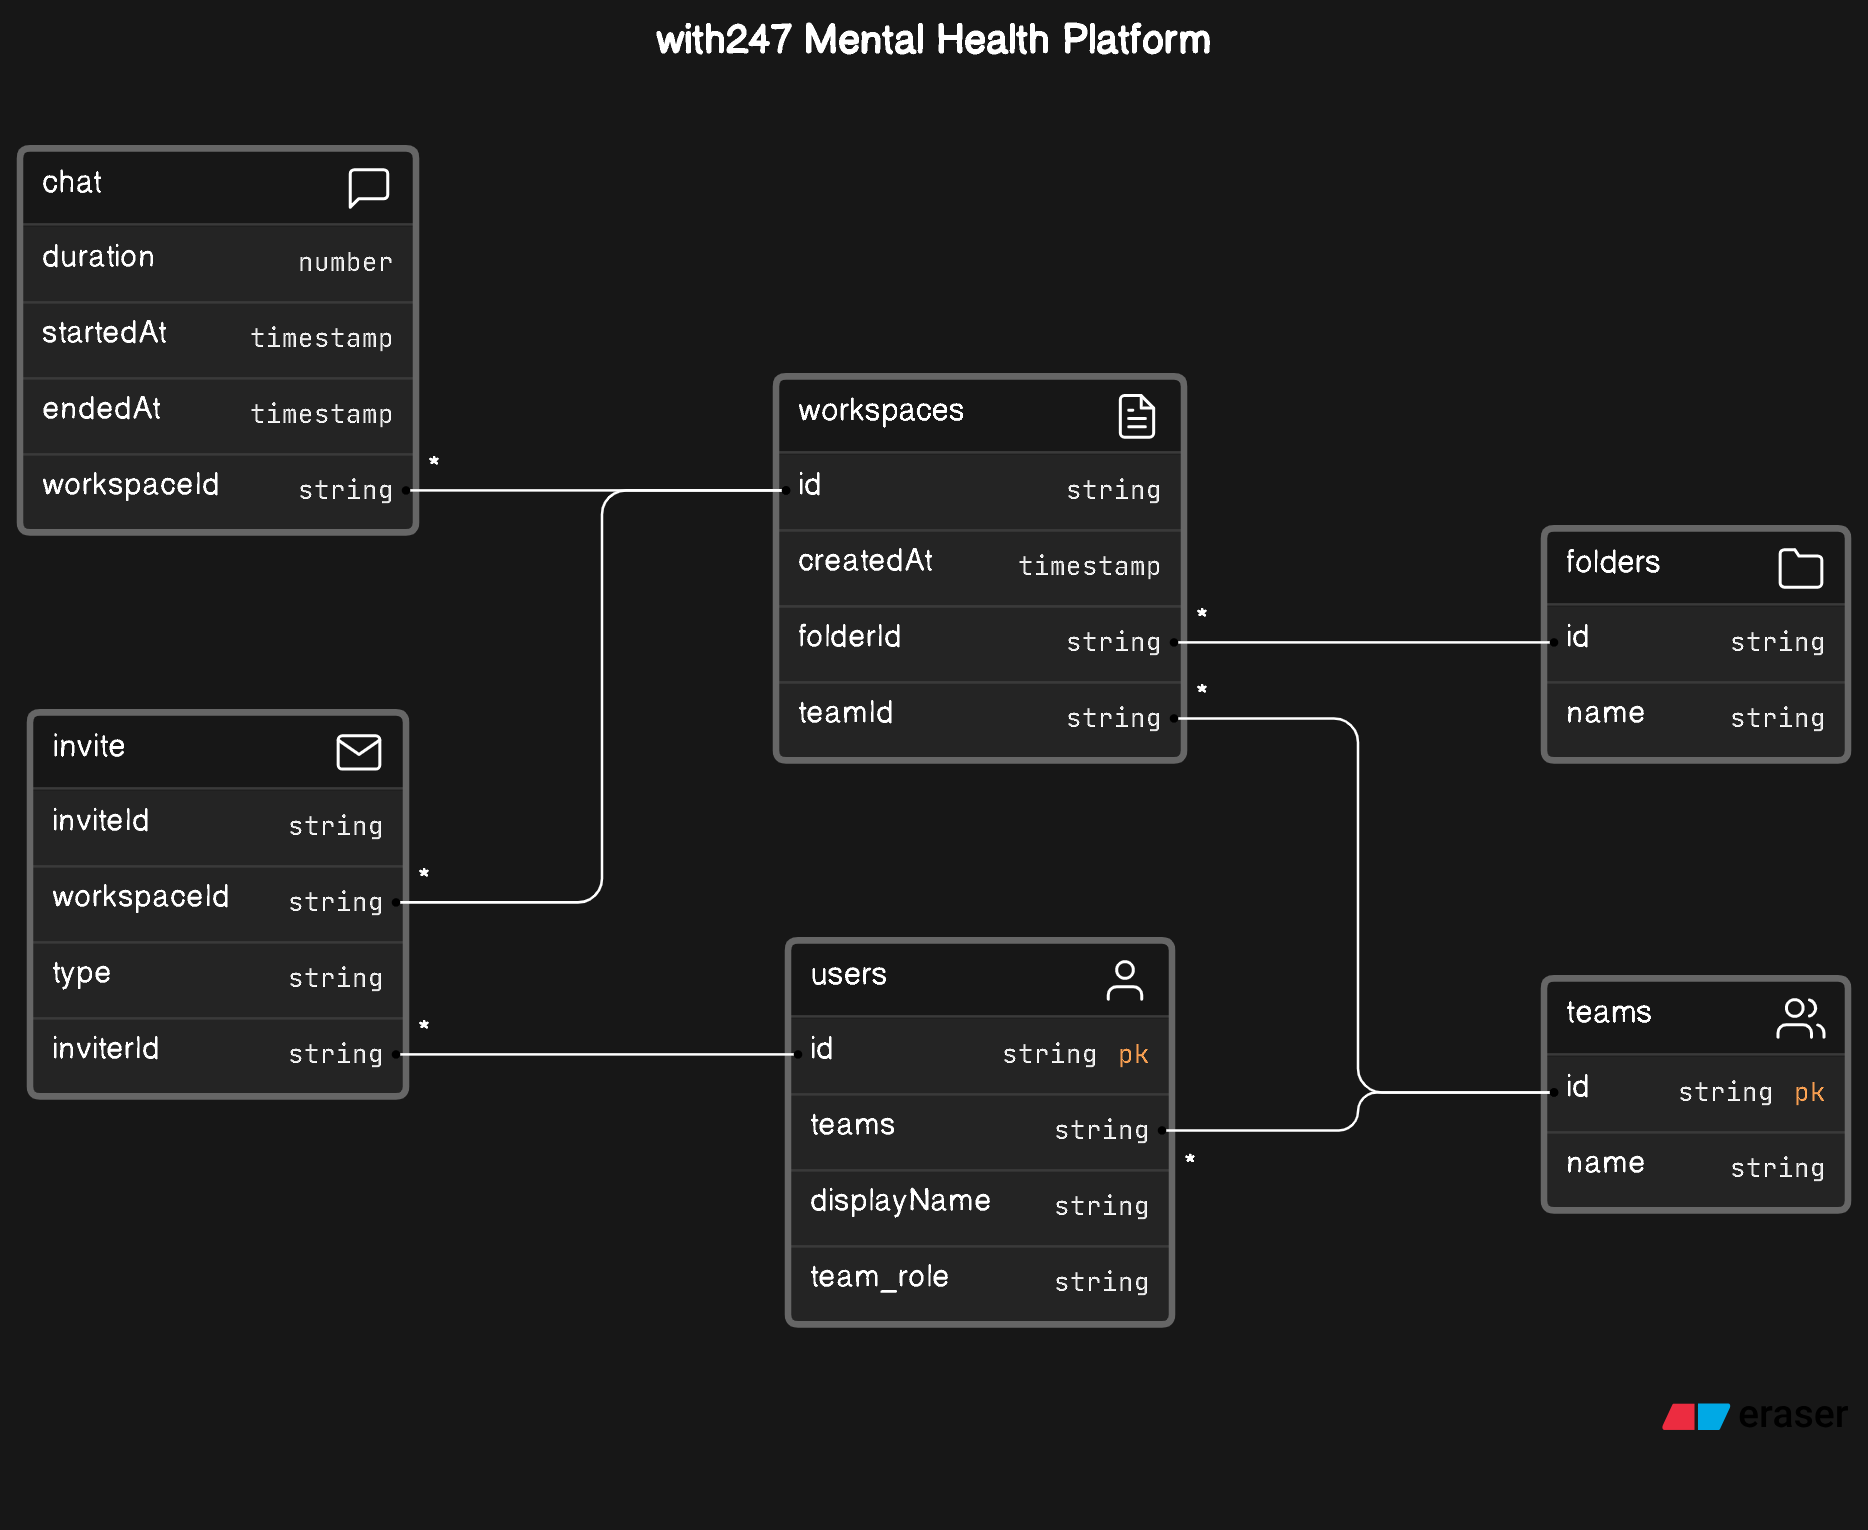 with247 Mental Health Platform
chat
duration number
startedAt timestamp
endedAt timestamp
workspaceId string
*
workspaces
id string
createdAt timestamp
folderId string
*
teamId string
*
folders
id string
name string
invite
inviteId string
workspaceId string
*
type string
inviterId string
*
users
id string pk
teams string
*
displayName string
team_role string
teams
id string pk
name string
eraser